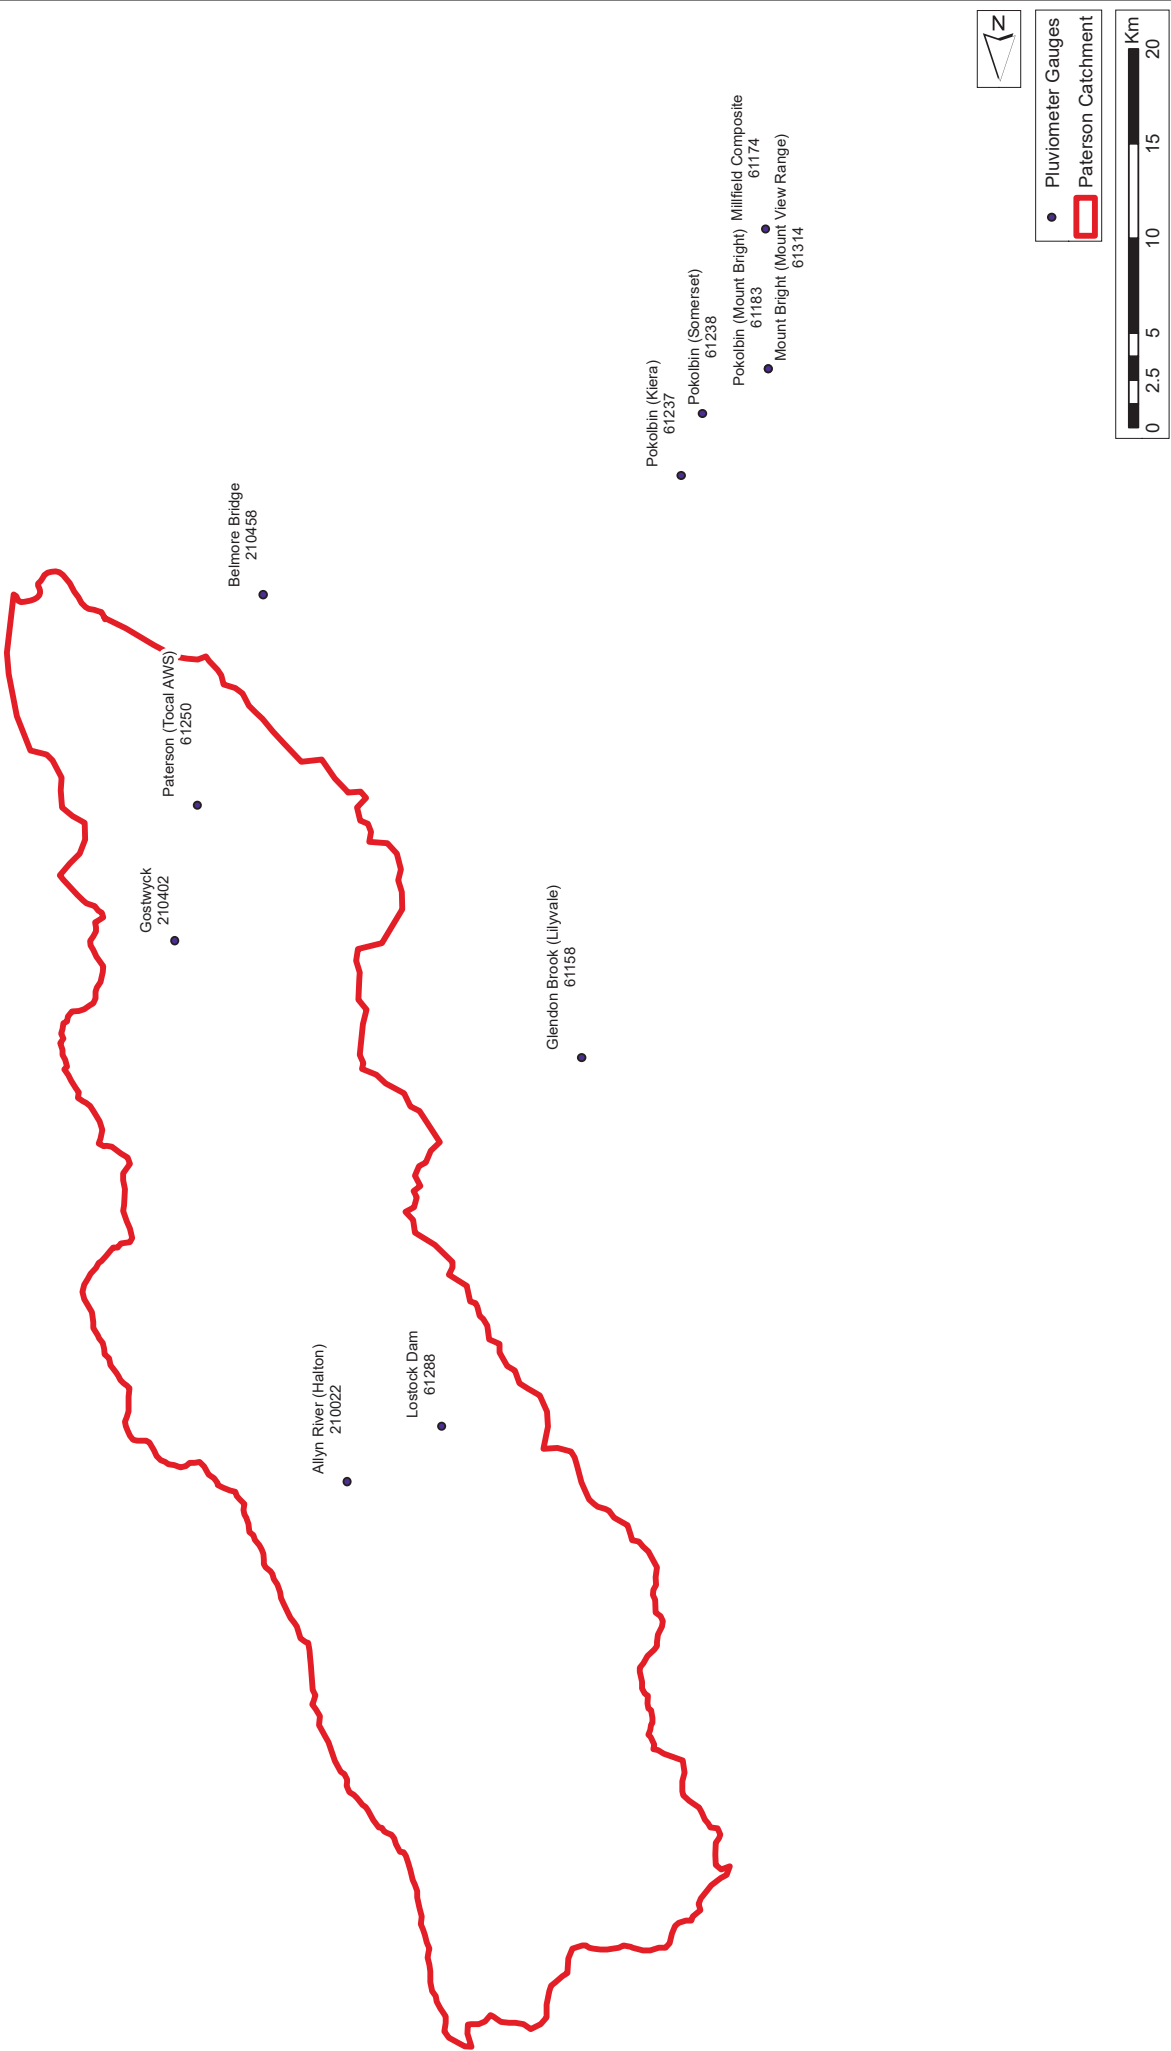 Allyn River (Halton)
210022
Lostock Dam
61288
Gostwyck
210402
Glendon Brook (Lilyvale)
61158
Paterson (Tocal AWS)
61250
Belmore Bridge
210458
Pokolbin (Kiera)
61237
Pokolbin (Somerset)
61238
Pokolbin (Mount Bright)
61183
Mount Bright (Mount View Range)
61314
Millfield Composite
61174
N
Pluviometer Gauges
Paterson Catchment
Km
0 2.5 5 10 15 20